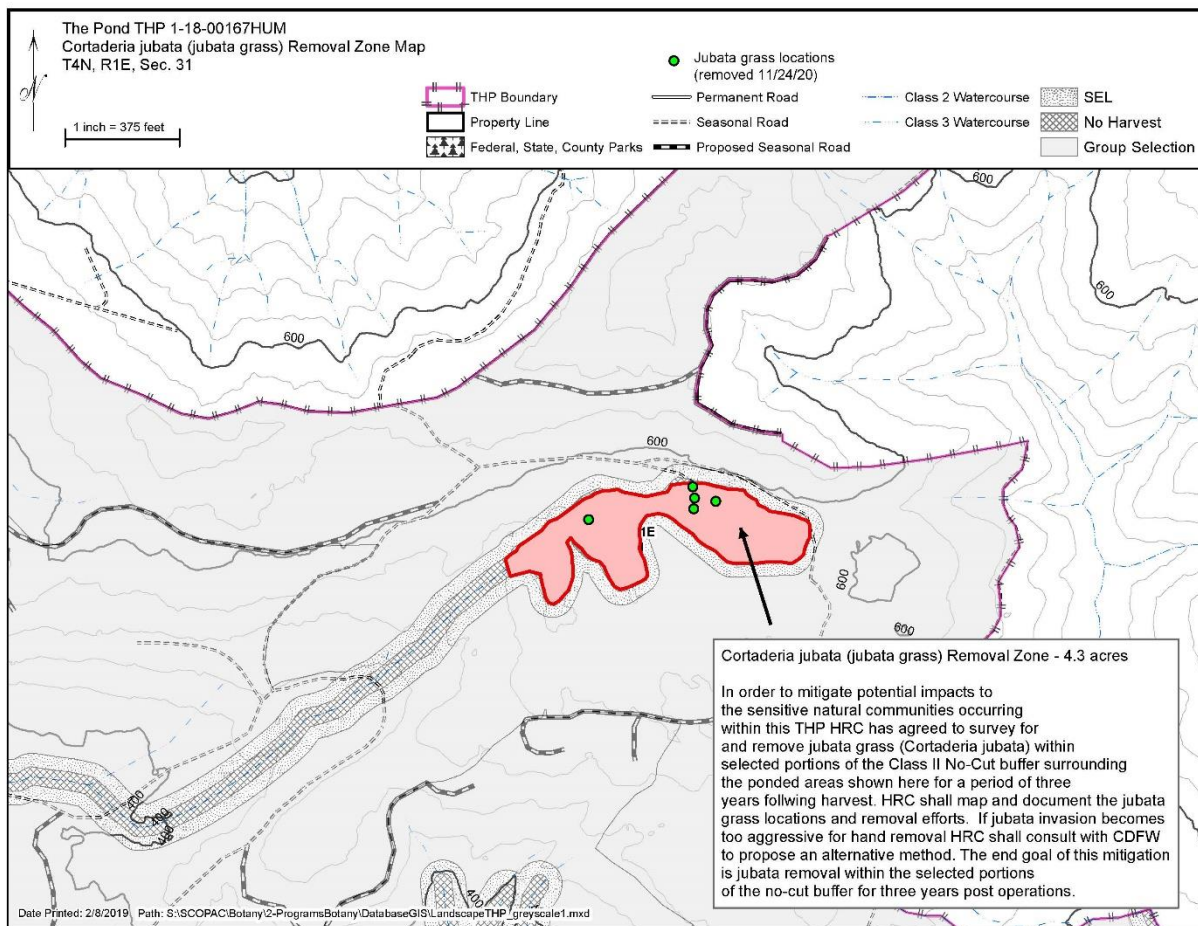 The Pond THP 1-18-00167HUM
Cortaderia jubata (jubata grass) Removal Zone Map
T4N, R1E, Sec. 31
N
1 inch = 375 feet
Jubata grass locations
(removed 11/24/20)
THP Boundary
Property Line
Federal, State, County Parks
Permanent Road
Seasonal Road
Proposed Seasonal Road
Class 2 Watercourse
Class 3 Watercourse
SEL
No Harvest
Group Selection
600
600
600
600
600
600
600
1E
400
400
400
400
Cortaderia jubata (jubata grass) Removal Zone - 4.3 acres
In order to mitigate potential impacts to
the sensitive natural communities occurring
within this THP HRC has agreed to survey for
and remove jubata grass (Cortaderia jubata) within
selected portions of the Class II No-Cut buffer surrounding
the ponded areas shown here for a period of three
years follwing harvest. HRC shall map and document the jubata
grass locations and removal efforts.  If jubata invasion becomes
too aggressive for hand removal HRC shall consult with CDFW
to propose an alternative method. The end goal of this mitigation
is jubata removal within the selected portions
of the no-cut buffer for three years post operations.
Date Printed: 2/8/2019   Path: S:\SCOPAC\Botany\2-ProgramsBotany\DatabaseGIS\LandscapeTHP_greyscale1.mxd